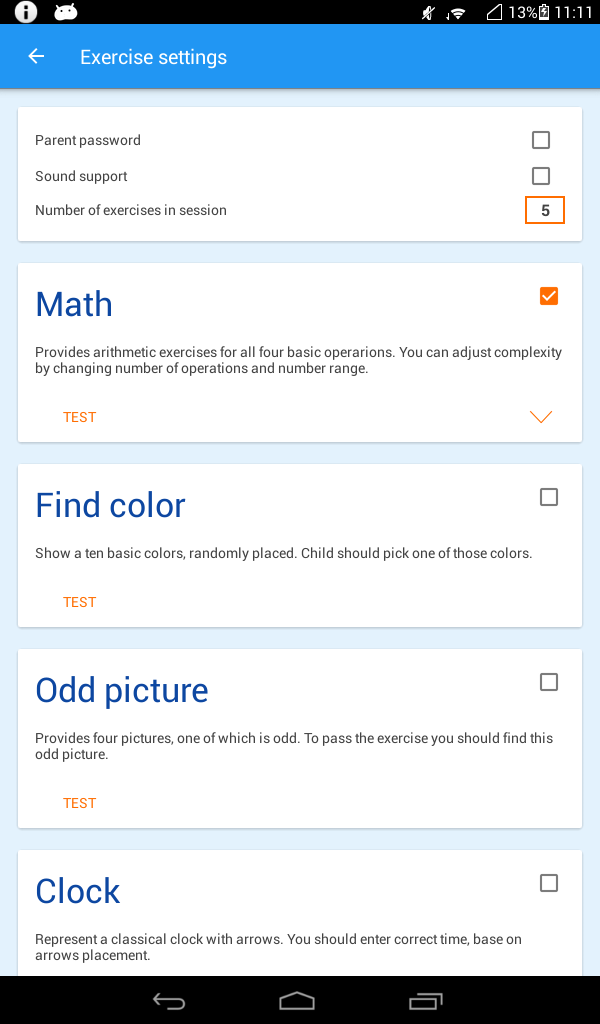 13% 11:11
Exercise settings
Parent password
Sound support
Number of exercises in session 5
Math
Provides arithmetic exercises for all four basic operarions. You can adjust complexity
by changing number of operations and number range.
TEST
Find color
Show a ten basic colors, randomly placed. Child should pick one of those colors.
TEST
Odd picture
Provides four pictures, one of which is odd. To pass the exercise you should find this
odd picture.
TEST
Clock
Represent a classical clock with arrows. You should enter correct time, base on
arrows placement.